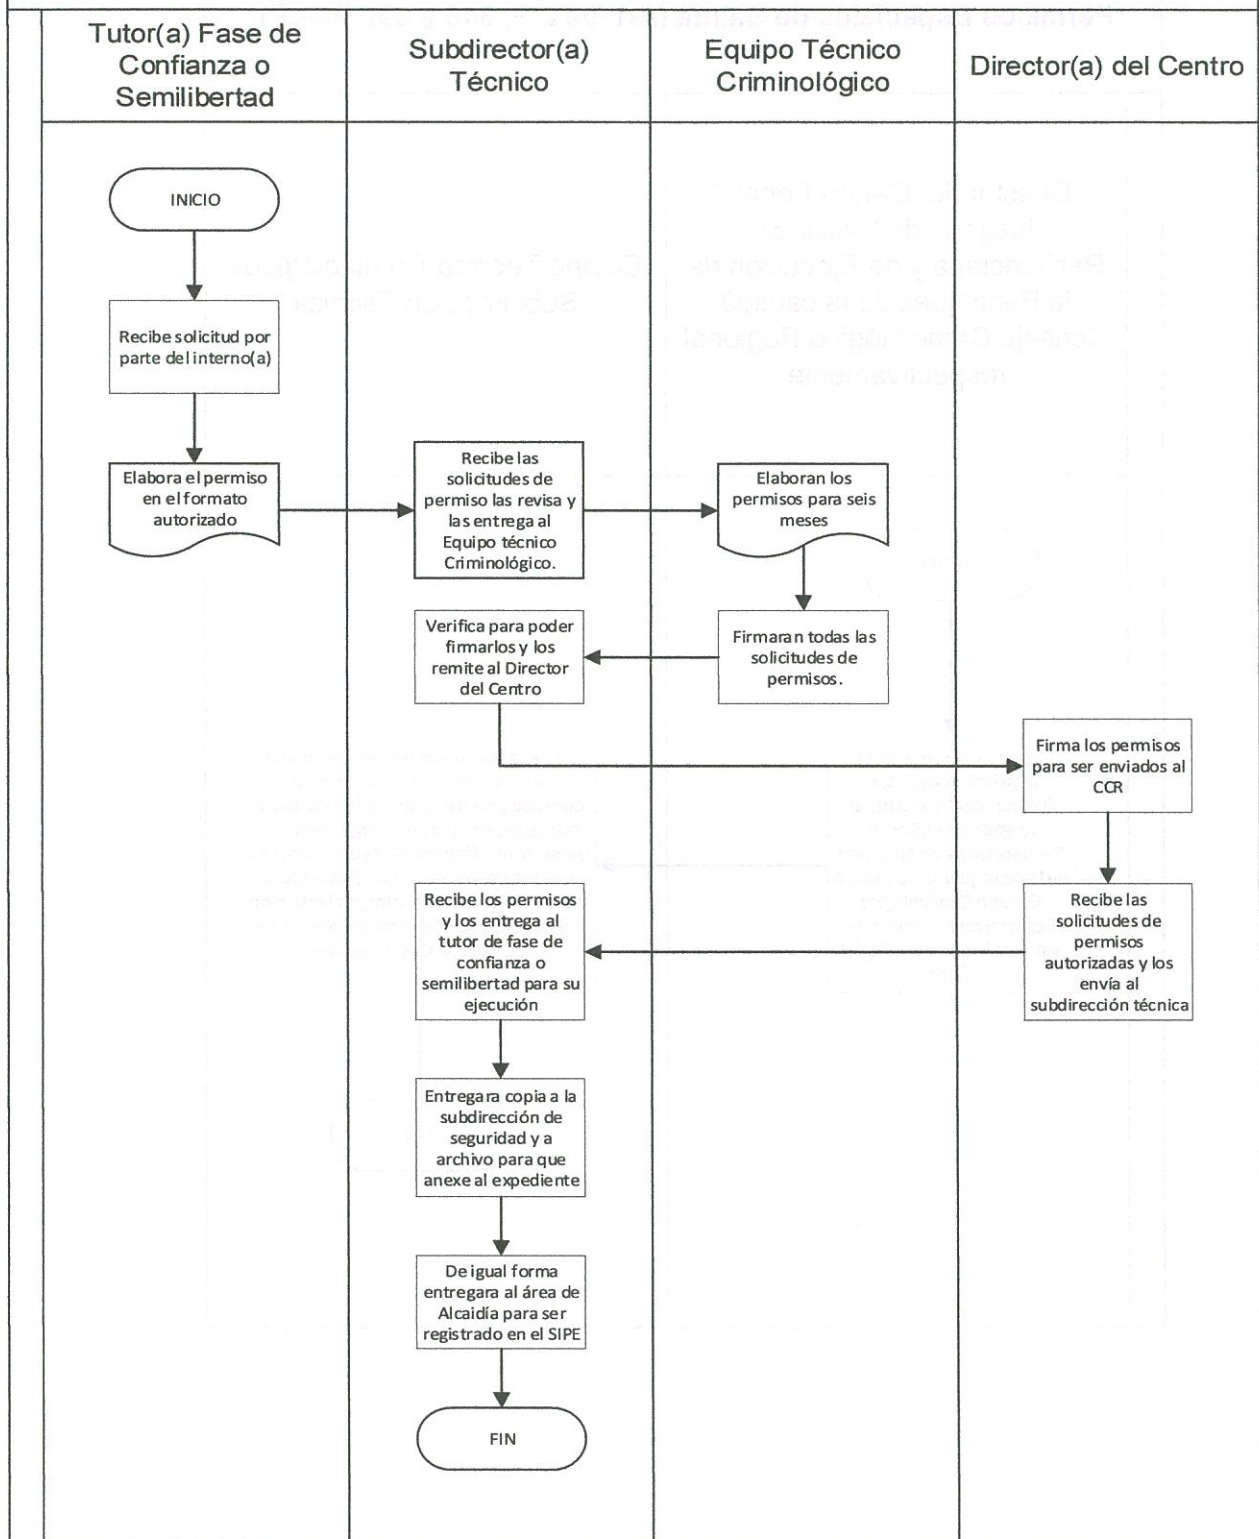 Tutor(a) Fase de
Confianza o
Semilibertad
Subdirector(a)
Técnico
Equipo Técnico
Criminológico
Director(a) del Centro
INICIO
Recibe solicitud por
parte del interno(a)
Elabora el permiso
en el formato
autorizado
Recibe las
solicitudes de
permiso las revisa y
las entrega al
Equipo técnico
Criminológico.
Elaboran los
permisos para seis
meses
Firmaran todas las
solicitudes de
permisos.
Verifica para poder
firmarlos y los
remite al Director
del Centro
Firma los permisos
para ser enviados al
CCR
Recibe las
solicitudes de
permisos
autorizadas y los
envía al
subdirección técnica
Recibe los permisos
y los entrega al
tutor de fase de
confianza o
semilibertad para su
ejecución
Entregara copia a la
subdirección de
seguridad y a
archivo para que
anexe al expediente
De igual forma
entregara al área de
Alcaidía para ser
registrado en el SIPE
FIN